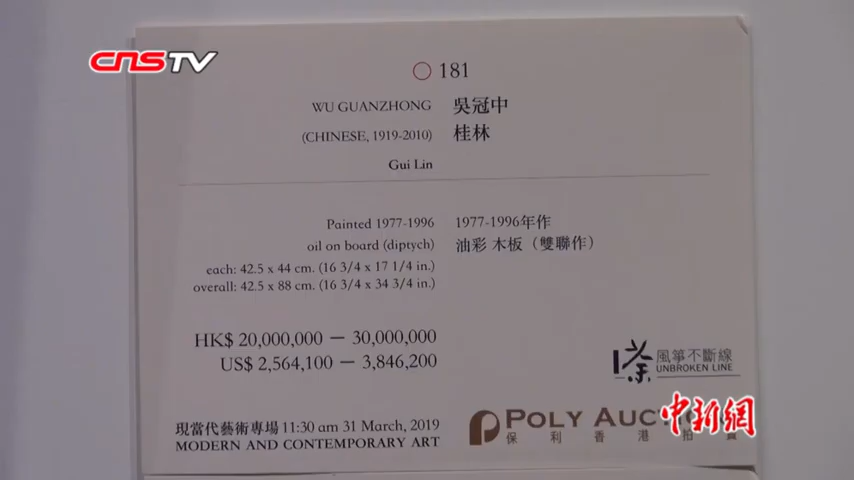 CNSTV
181
WU GUANZHONG 吳冠中
(CHINESE, 1919-2010) 桂林
Gui Lin
Painted 1977-1996 1977-1996年作
oil on board (diptych) 油彩 木板（雙聯作）
each: 42.5 x 44 cm. (16 3/4 x 17 1/4 in.)
overall: 42.5 x 88 cm. (16 3/4 x 34 3/4 in.)
HK$ 20,000,000 — 30,000,000
US$ 2,564,100 — 3,846,200
風箏不斷線
UNBROKEN LINE
現當代藝術專場 11:30 am 31 March, 2019
MODERN AND CONTEMPORARY ART
POLY AUCTION
保利香港拍賣
中新網